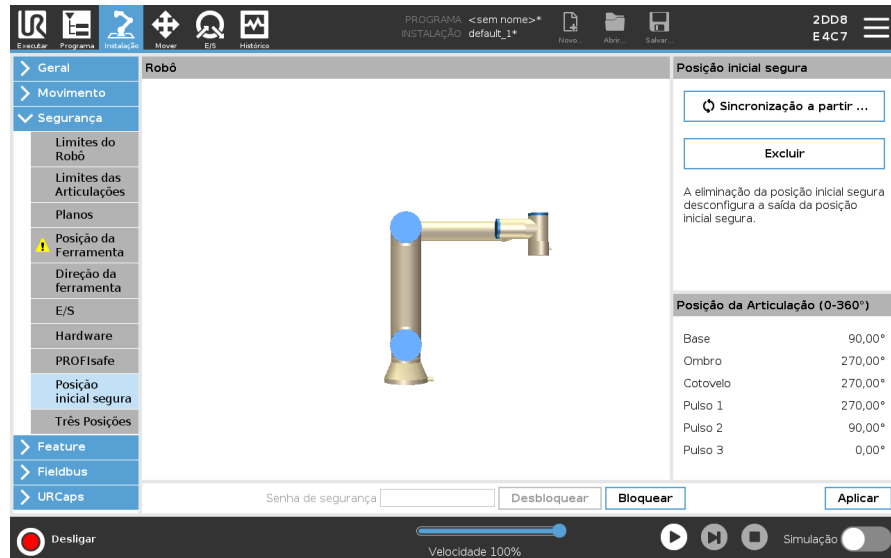 UR
Executar
Programa
Instalação
Mover
E/S
Histórico
PROGRAMA <sem nome>*
INSTALAÇÃO default_1*
Novo...
Abrir...
Salvar...
2DD8
E4C7
Geral
Movimento
Segurança
Limites do
Robô
Limites das
Articulações
Planos
Posição da
Ferramenta
Direção da
ferramenta
E/S
Hardware
PROFIsafe
Posição
inicial segura
Três Posições
Feature
Fieldbus
URCaps
Robô
Senha de segurança
Desbloquear
Bloquear
Posição inicial segura
Sincronização a partir ...
Excluir
A eliminação da posição inicial segura
desconfigura a saída da posição
inicial segura.
Posição da Articulação (0-360°)
Base 90,00°
Ombro 270,00°
Cotovelo 270,00°
Pulso 1 270,00°
Pulso 2 90,00°
Pulso 3 0,00°
Aplicar
Desligar
Velocidade 100%
Simulação